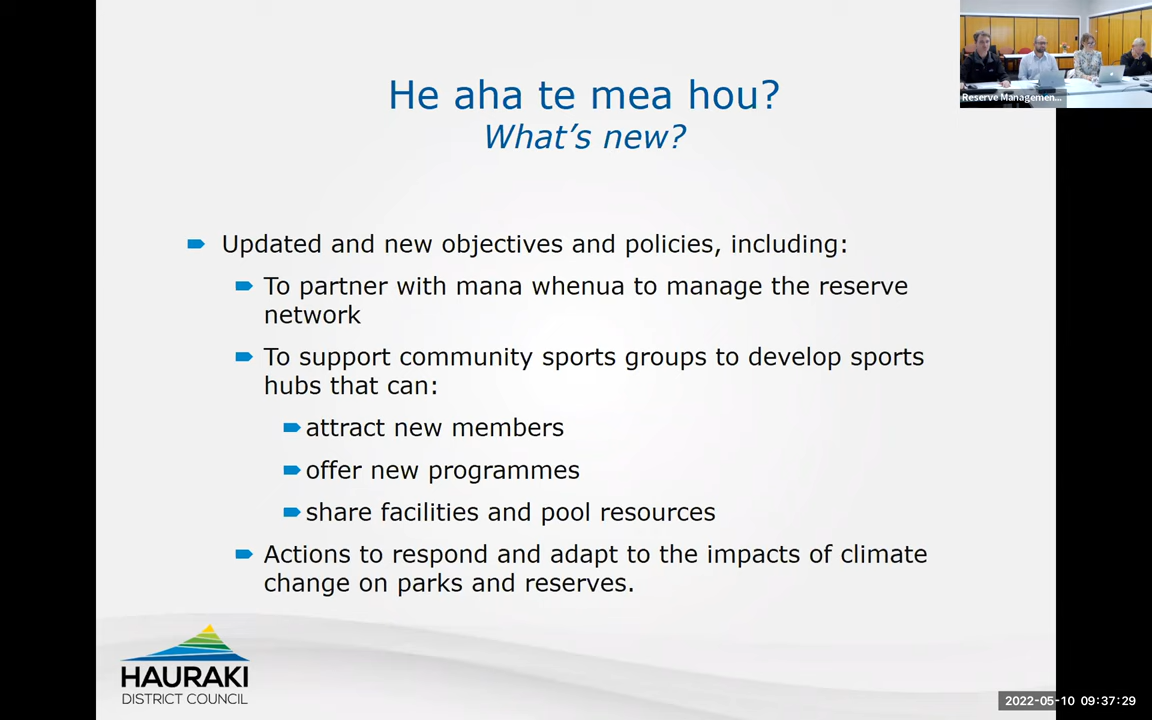 He aha te mea hou?
What's new?
Updated and new objectives and policies, including:
To partner with mana whenua to manage the reserve
network
To support community sports groups to develop sports
hubs that can:
attract new members
offer new programmes
share facilities and pool resources
Actions to respond and adapt to the impacts of climate
change on parks and reserves.
HAURAKI
DISTRICT COUNCIL
Reserve Managemen...
2022-05-10 09:37:29